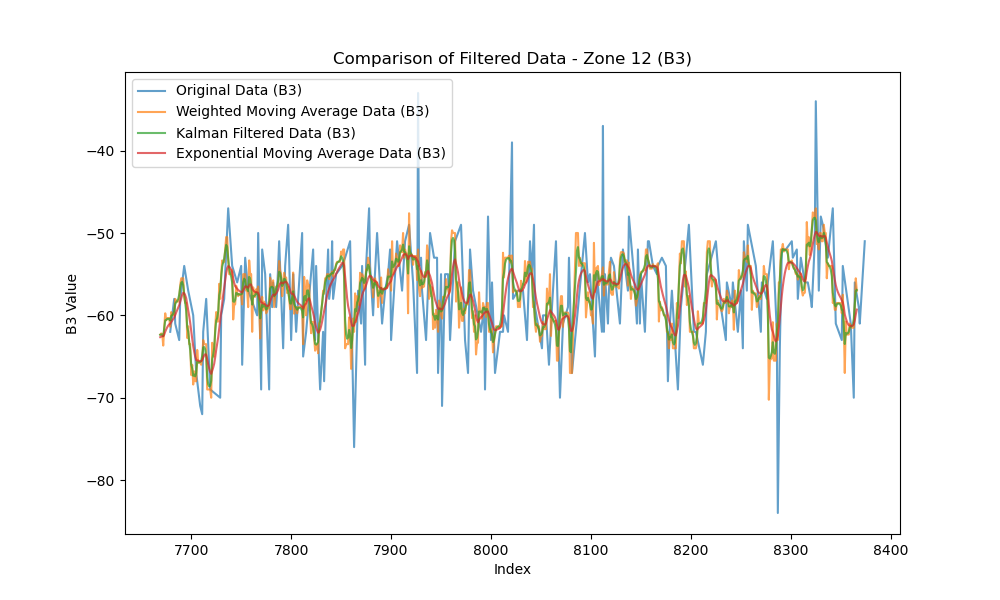 Comparison of Filtered Data - Zone 12 (B3)
Original Data (B3)
Weighted Moving Average Data (B3)
Kalman Filtered Data (B3)
Exponential Moving Average Data (B3)
B3 Value
−40
−50
−60
−70
−80
7700 7800 7900 8000 8100 8200 8300 8400
Index